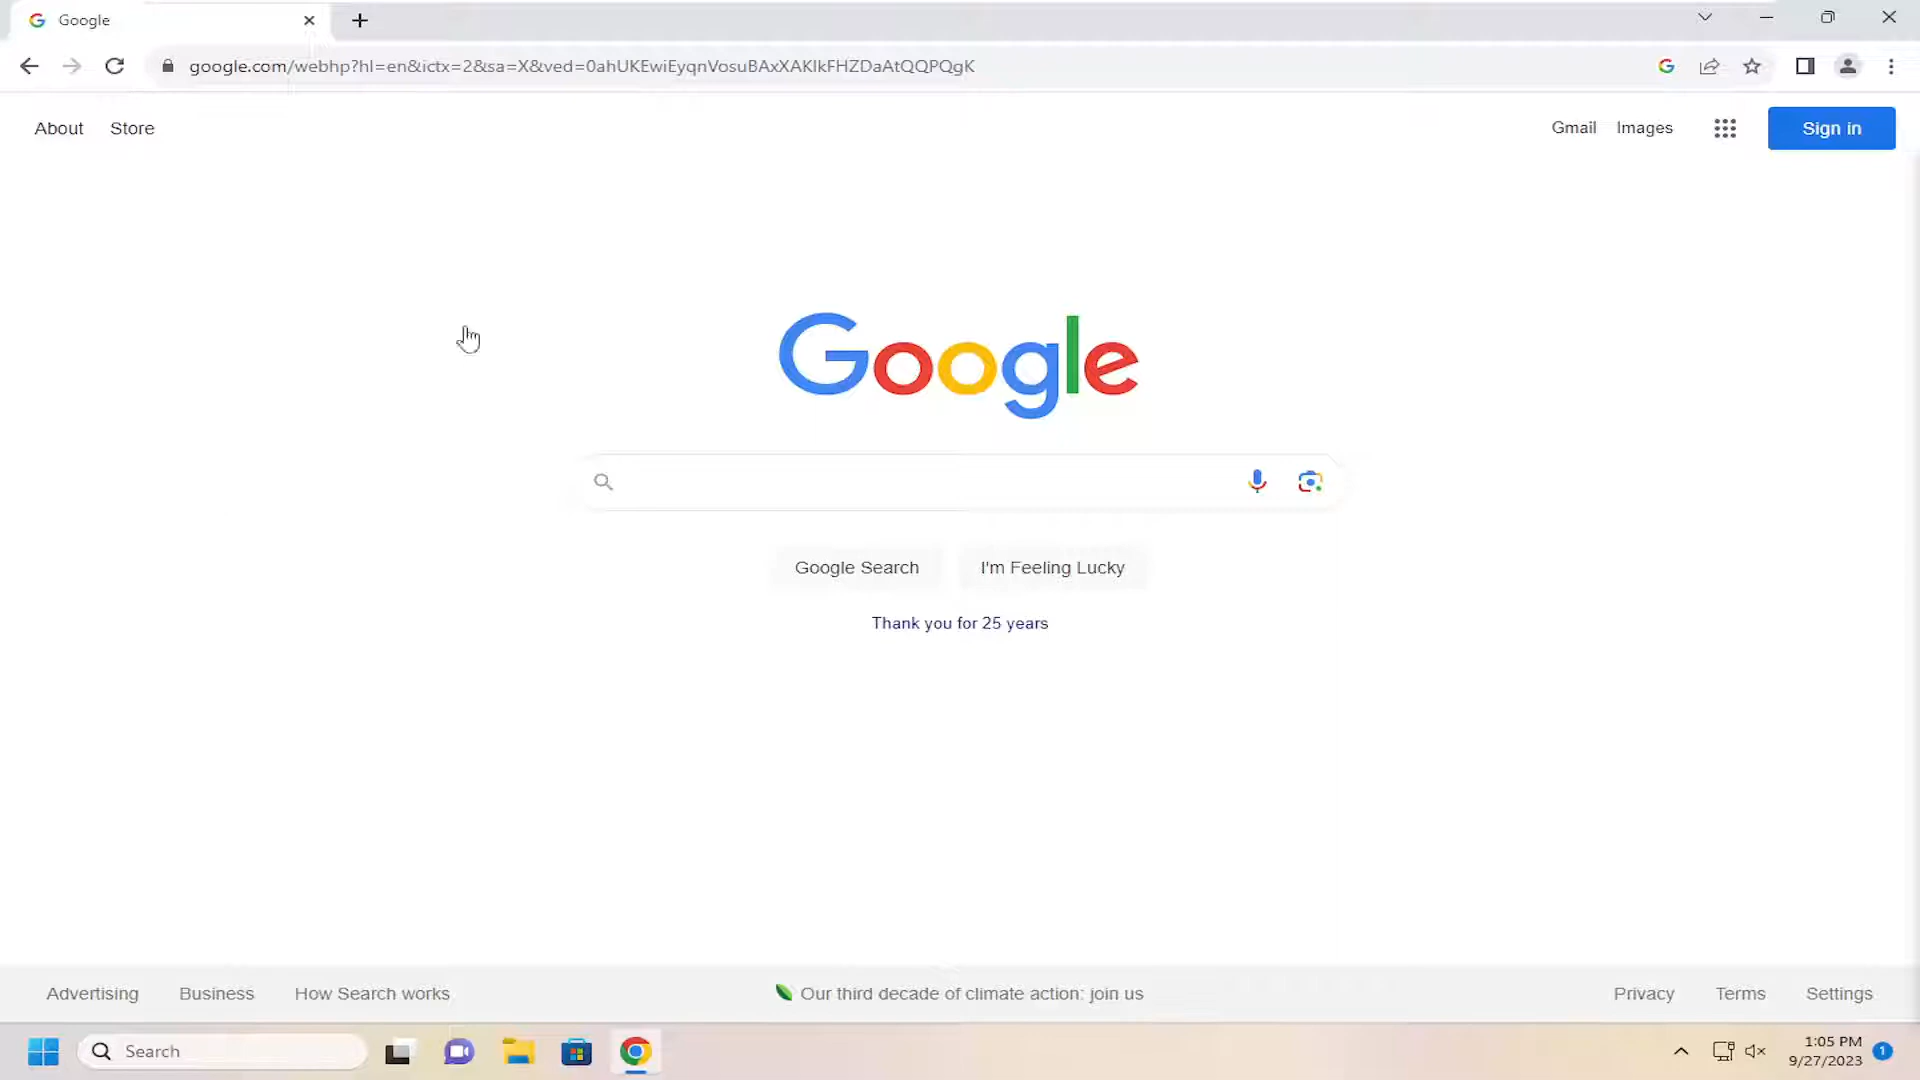 Google
google.com/webhp?hl=en&ictx=2&sa=X&ved=0ahUKEwiEyqnVosuBAxXAKIkFHZDaAtQQPQgK
About Store Gmail Images Sign in
Google
Google Search I'm Feeling Lucky
Thank you for 25 years
Advertising Business How Search works Our third decade of climate action: join us Privacy Terms Settings
Search 1:05 PM 1
9/27/2023